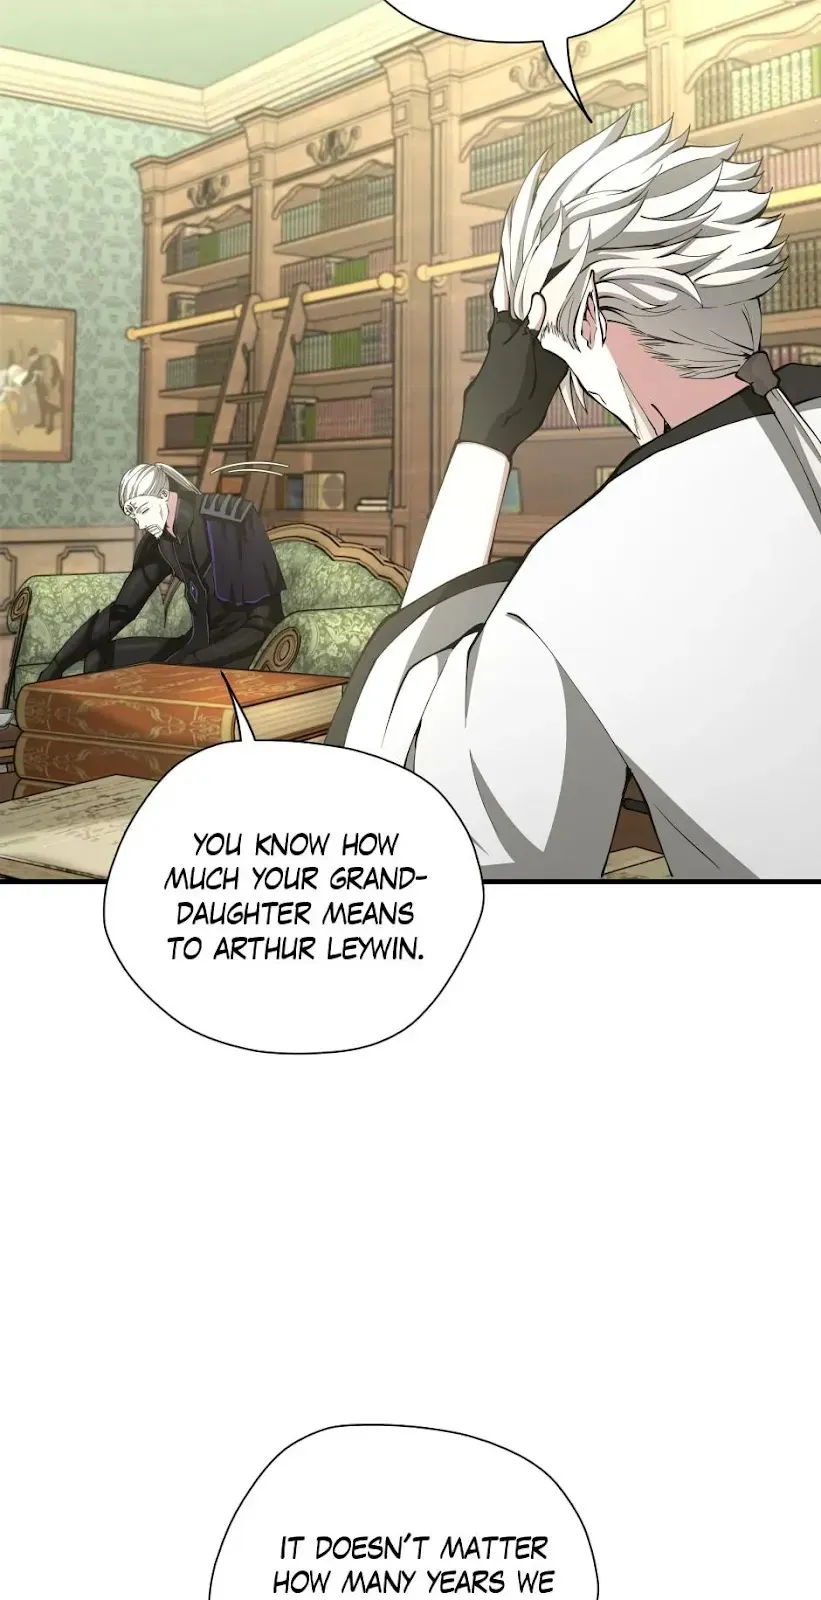 YOU KNOW HOW
MUCH YOUR GRAND-
DAUGHTER MEANS
TO ARTHUR LEYWIN.
IT DOESN'T MATTER
HOW MANY YEARS WE